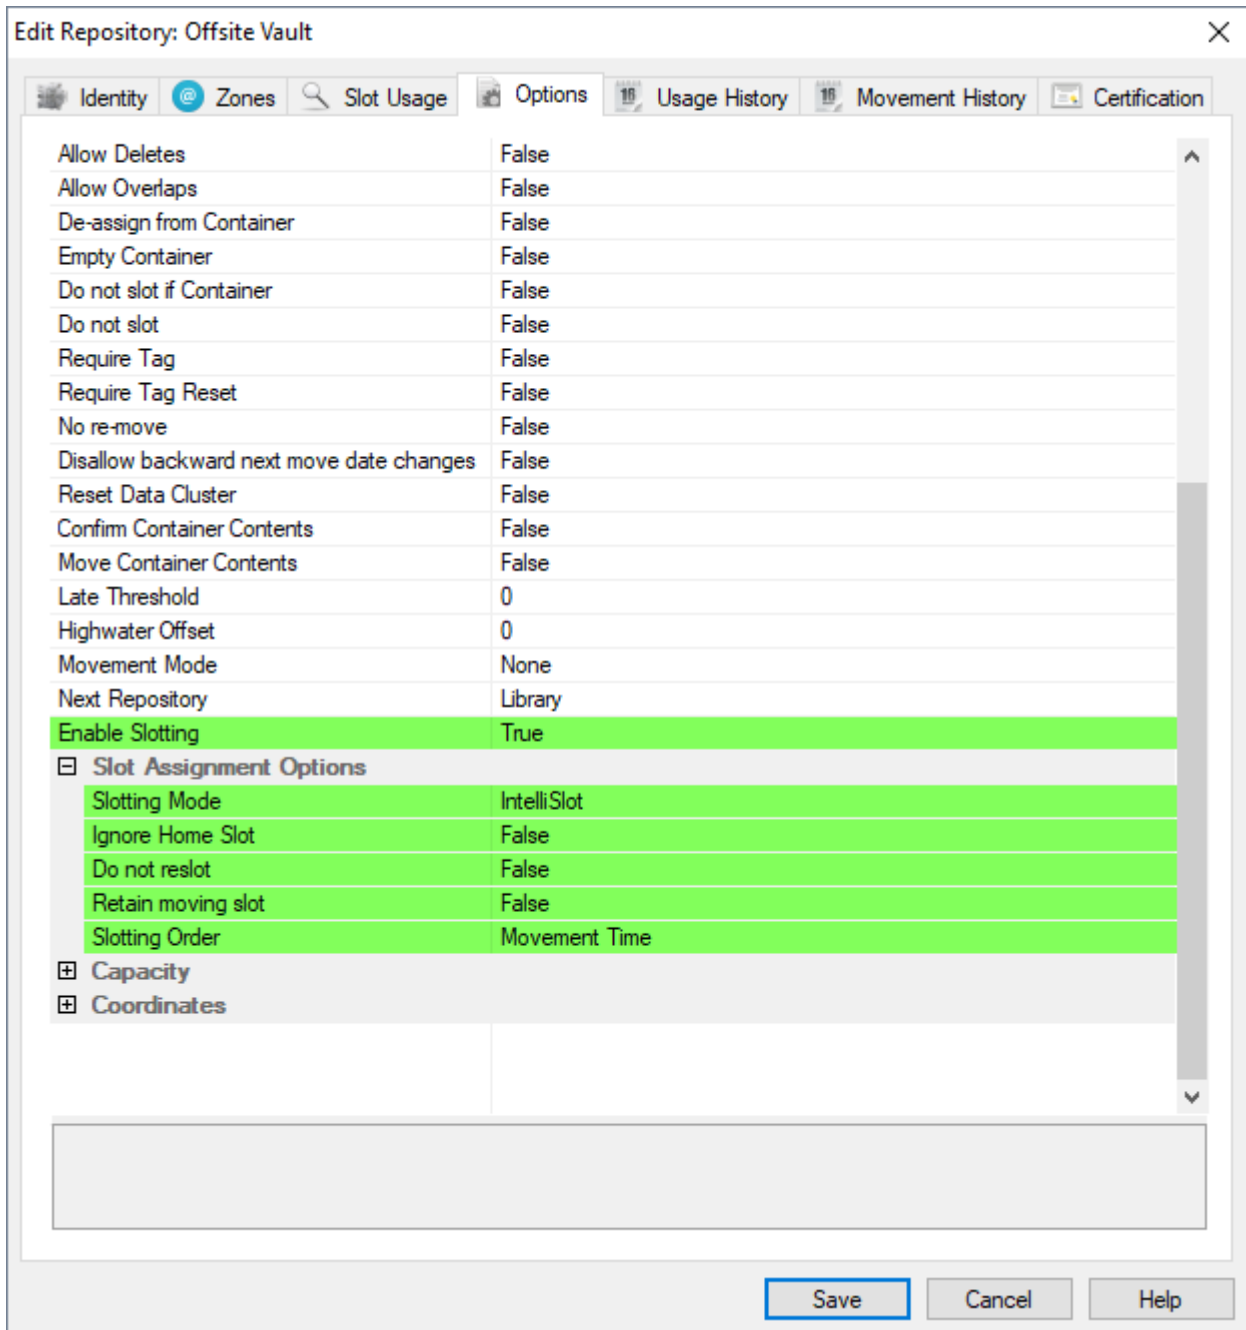 Edit Repository: Offsite Vault
Identity Zones Slot Usage Options 16 Usage History 16 Movement History Certification
Allow Deletes False
Allow Overlaps False
De-assign from Container False
Empty Container False
Do not slot if Container False
Do not slot False
Require Tag False
Require Tag Reset False
No re-move False
Disallow backward next move date changes False
Reset Data Cluster False
Confirm Container Contents False
Move Container Contents False
Late Threshold 0
Highwater Offset 0
Movement Mode None
Next Repository Library
Enable Slotting True
Slot Assignment Options
Slotting Mode IntelliSlot
Ignore Home Slot False
Do not reslot False
Retain moving slot False
Slotting Order Movement Time
Capacity
Coordinates
Save Cancel Help